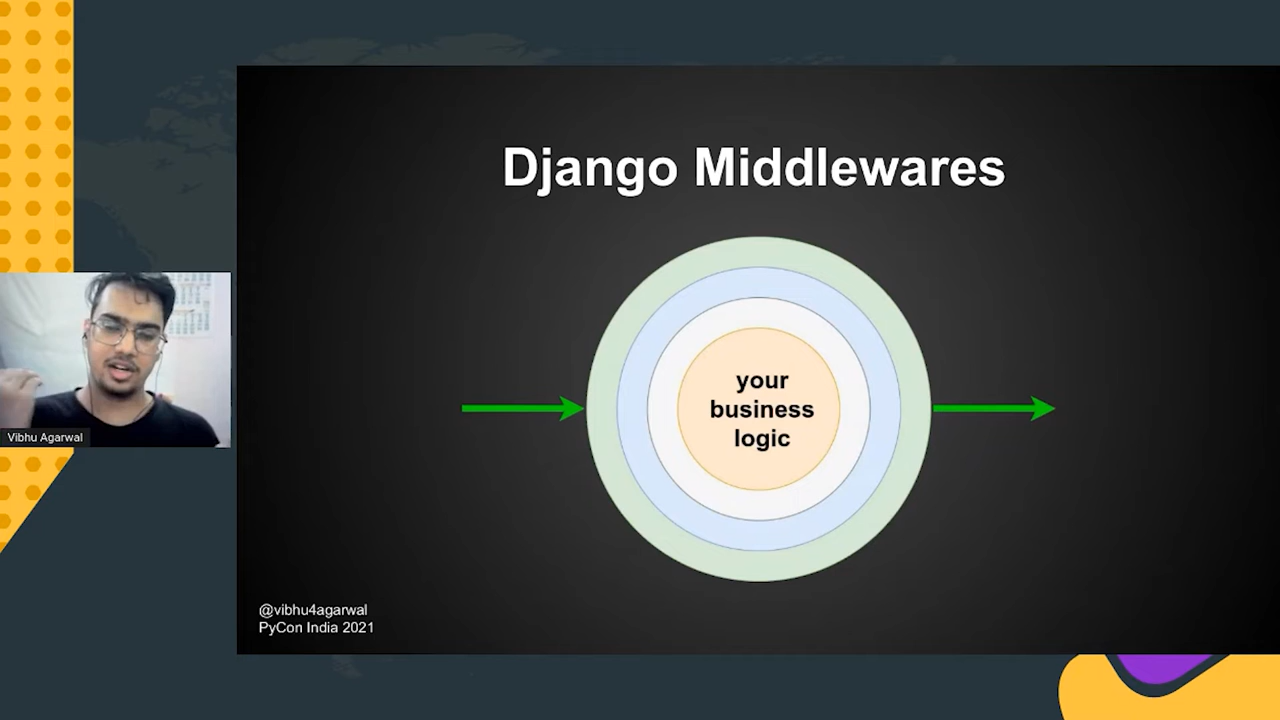 Django Middlewares
your
business
logic
Vibhu Agarwal
@vibhu4agarwal
PyCon India 2021